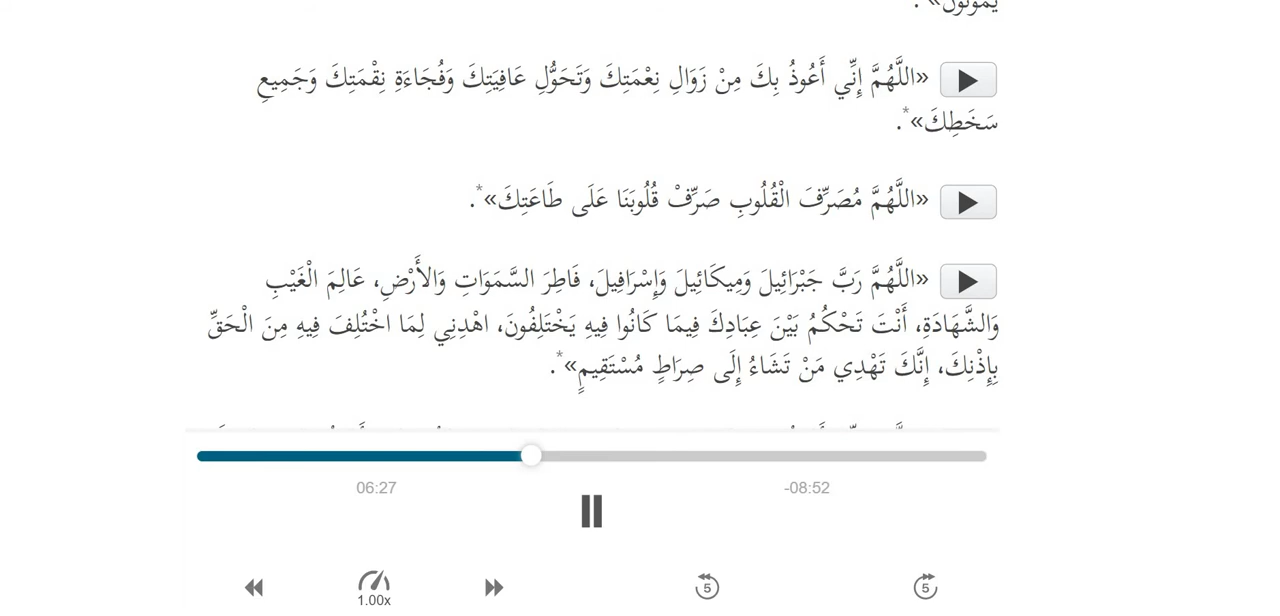 يموتون»*.
«اللَّهُمَّ إِنِّي أَعُوذُ بِكَ مِنْ زَوَالِ نِعْمَتِكَ وَتَحَوُّلِ عَافِيَتِكَ وَفُجَاءَةِ نِقْمَتِكَ وَجَمِيعِ
سَخَطِكَ»*.
«اللَّهُمَّ مُصَرِّفَ الْقُلُوبِ صَرِّفْ قُلُوبَنَا عَلَى طَاعَتِكَ»*.
«اللَّهُمَّ رَبَّ جَبْرَائِيلَ وَمِيكَائِيلَ وَإِسْرَافِيلَ، فَاطِرَ السَّمَوَاتِ وَالأَرْضِ، عَالِمَ الْغَيْبِ
وَالشَّهَادَةِ، أَنْتَ تَحْكُمُ بَيْنَ عِبَادِكَ فِيمَا كَانُوا فِيهِ يَخْتَلِفُونَ، اهْدِنِي لِمَا اخْتُلِفَ فِيهِ مِنَ الْحَقِّ
بِإِذْنِكَ، إِنَّكَ تَهْدِي مَنْ تَشَاءُ إِلَى صِرَاطٍ مُسْتَقِيمٍ»*.
06:27
-08:52
1.00x
5
5